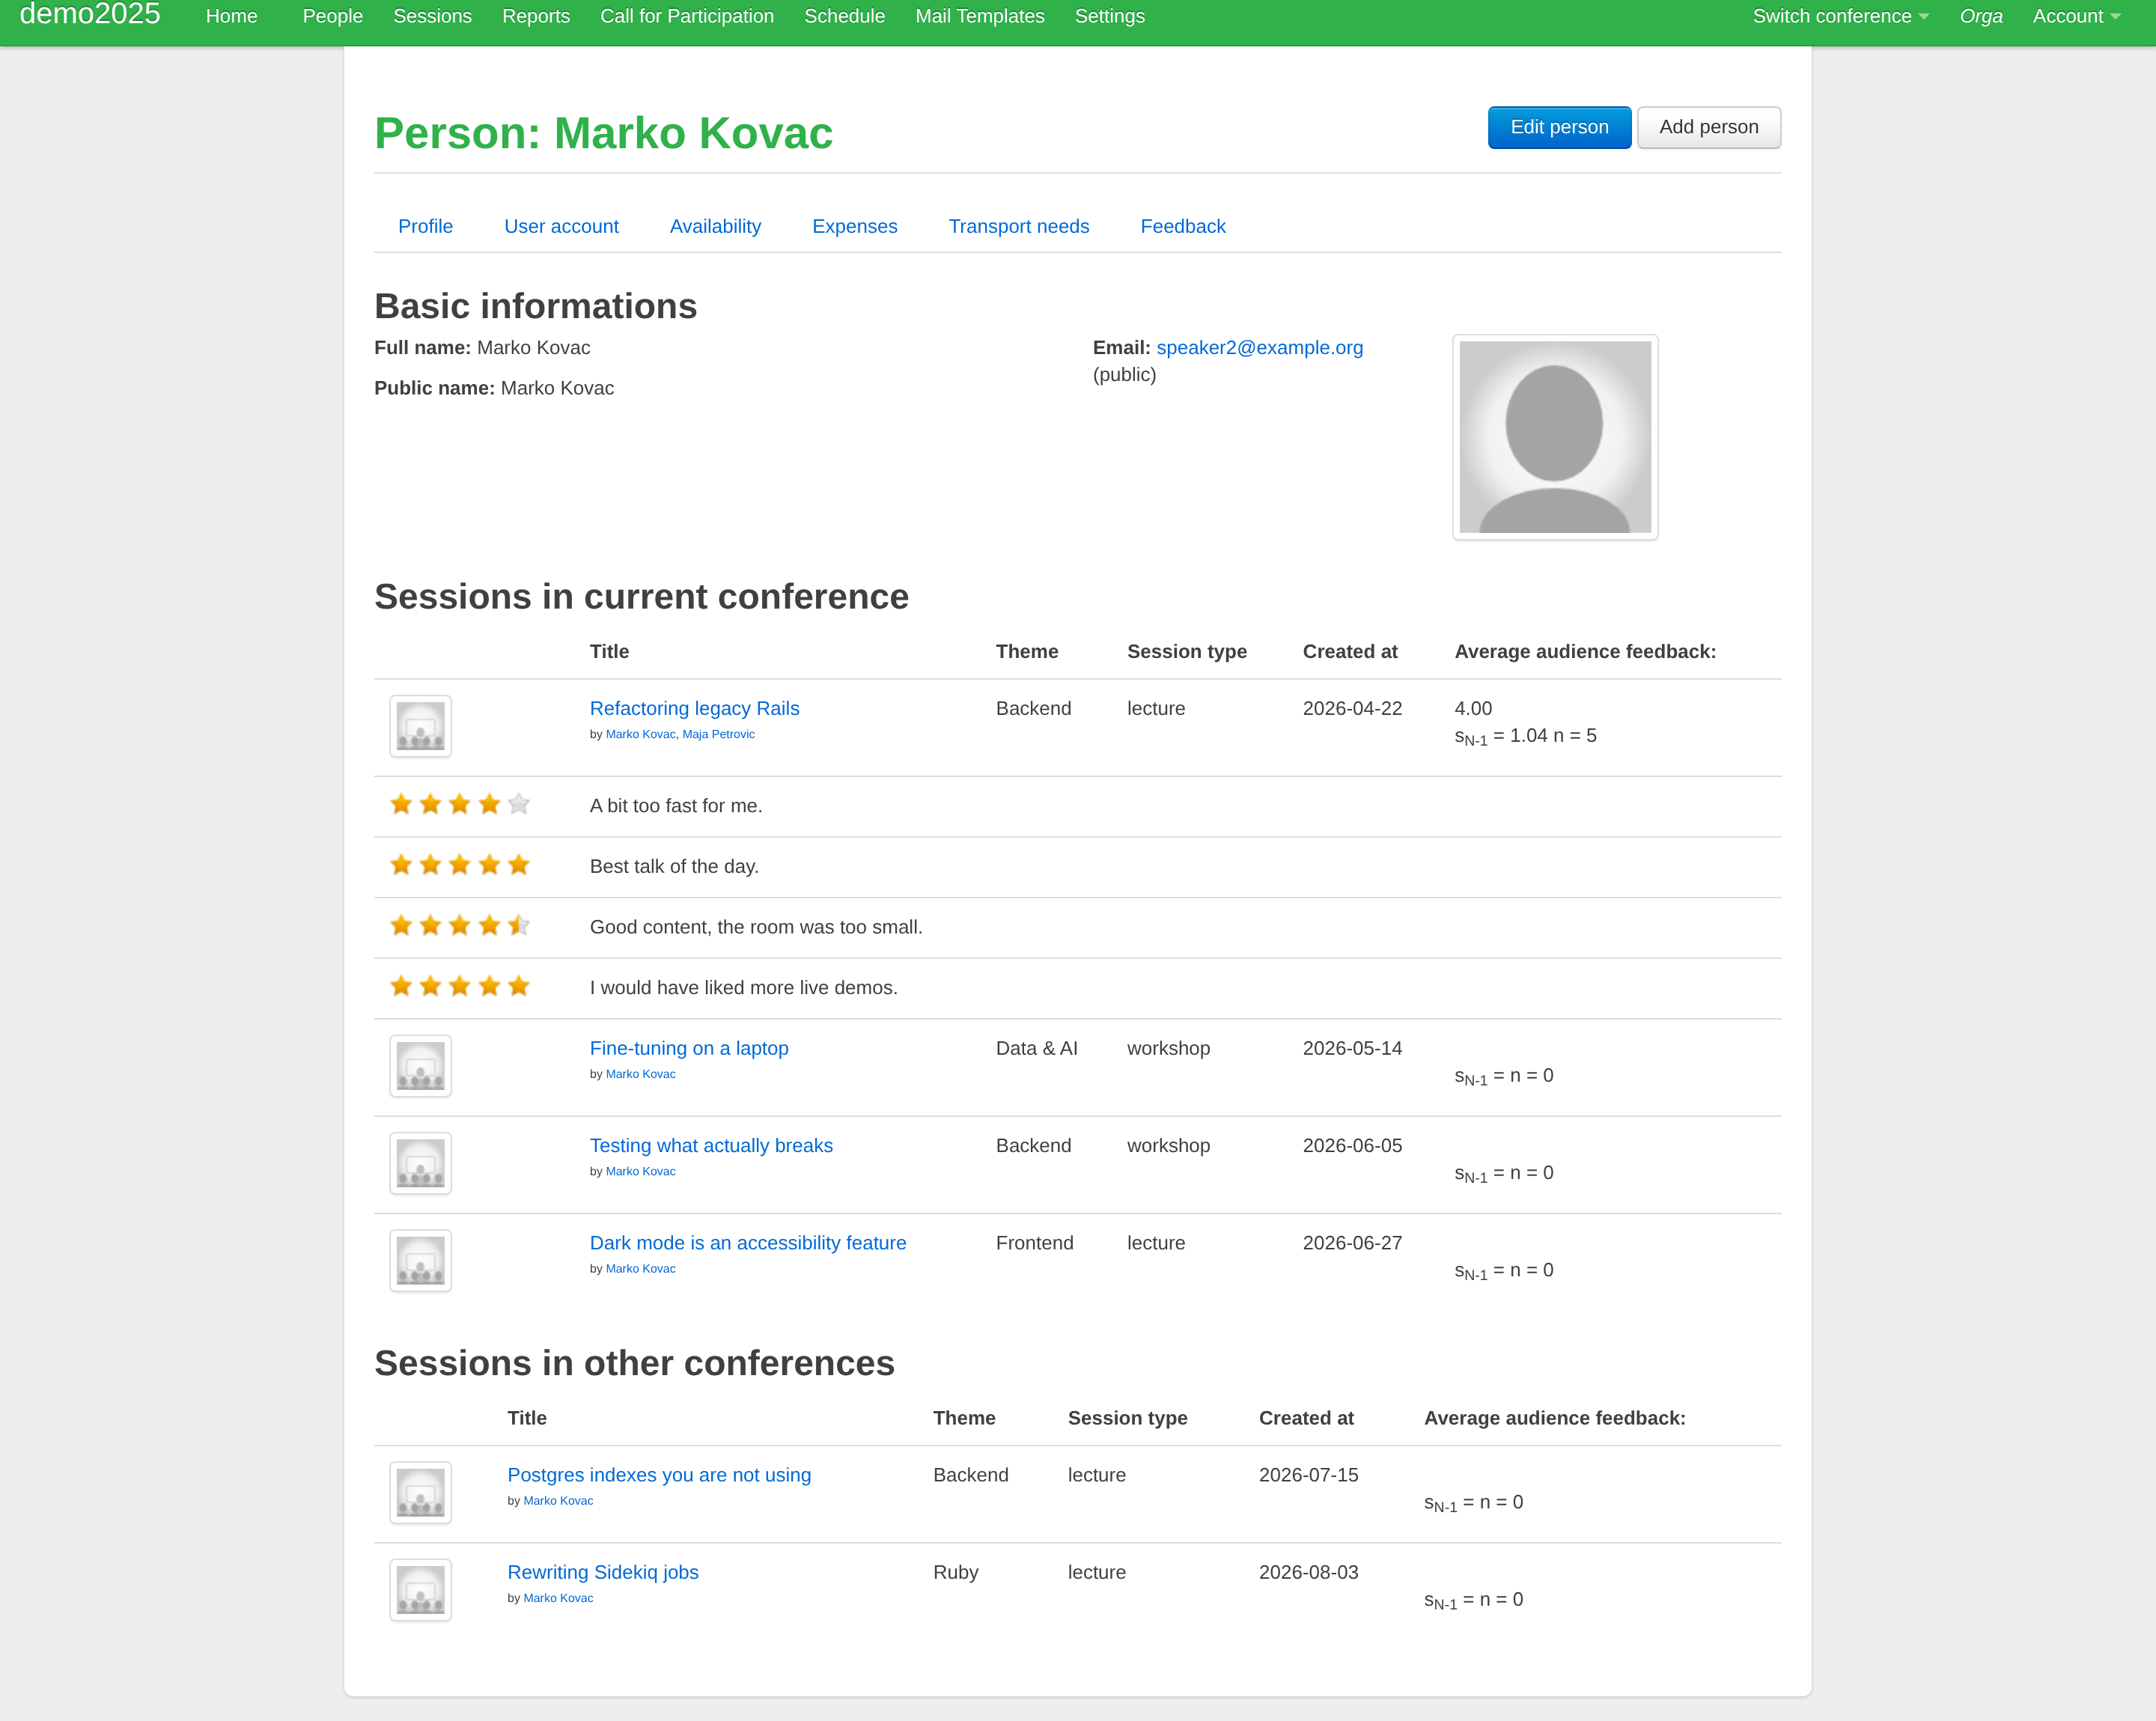 demo2025 Home People Sessions Reports Call for Participation Schedule Mail Templates Settings Switch conference Orga Account
Person: Marko Kovac
Edit person Add person
Profile User account Availability Expenses Transport needs Feedback
Basic informations
Full name: Marko Kovac
Public name: Marko Kovac
Email: speaker2@example.org
(public)
Sessions in current conference
Title Theme Session type Created at Average audience feedback:
Refactoring legacy Rails Backend lecture 2026-04-22 4.00
by Marko Kovac, Maja Petrovic sN-1 = 1.04 n = 5
A bit too fast for me.
Best talk of the day.
Good content, the room was too small.
I would have liked more live demos.
Fine-tuning on a laptop Data & AI workshop 2026-05-14
by Marko Kovac sN-1 = n = 0
Testing what actually breaks Backend workshop 2026-06-05
by Marko Kovac sN-1 = n = 0
Dark mode is an accessibility feature Frontend lecture 2026-06-27
by Marko Kovac sN-1 = n = 0
Sessions in other conferences
Title Theme Session type Created at Average audience feedback:
Postgres indexes you are not using Backend lecture 2026-07-15
by Marko Kovac sN-1 = n = 0
Rewriting Sidekiq jobs Ruby lecture 2026-08-03
by Marko Kovac sN-1 = n = 0